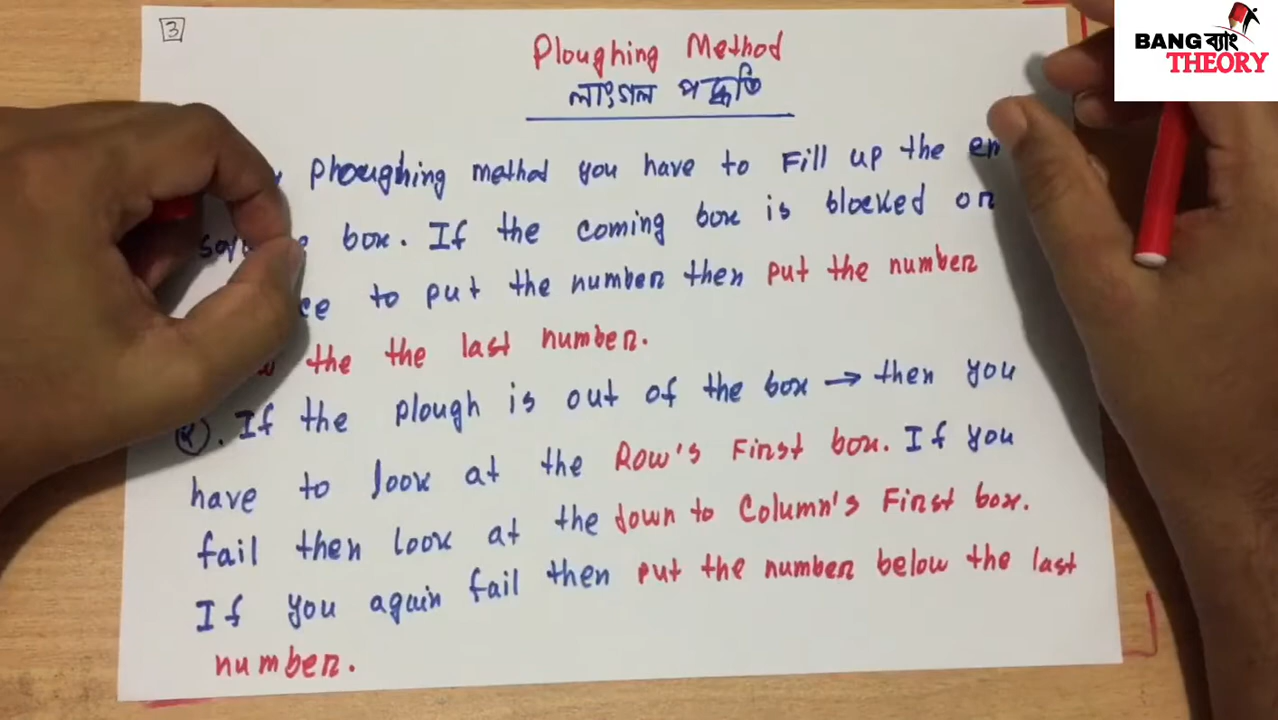 3
BANG ব্যাং
THEORY
Ploughing Method
লাংগল পদ্ধতি
Ploughing method you have to Fill up the
box. If the coming box is blocked on
to put the number then put the number
the the last number.
২. If the plough is out of the box → then you
have to look at the Row's First box. If you
fail then look at the down to Column's First box.
If you again fail then put the number below the last
number.